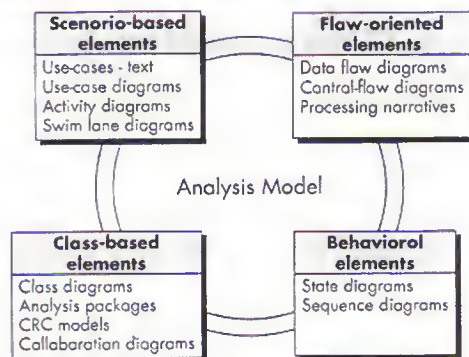 Scenorio-based
elements
Use-cases - text
Use-case diagrams
Activity diagrams
Swim lane diagrams
Flaw-oriented
elements
Data flow diagrams
Cantral-flow diagrams
Processing narratives
Analysis Model
Class-based
elements
Class diagrams
Analysis packages
CRC models
Collaboration diagrams
Behaviorol
elements
State diagrams
Sequence diagrams